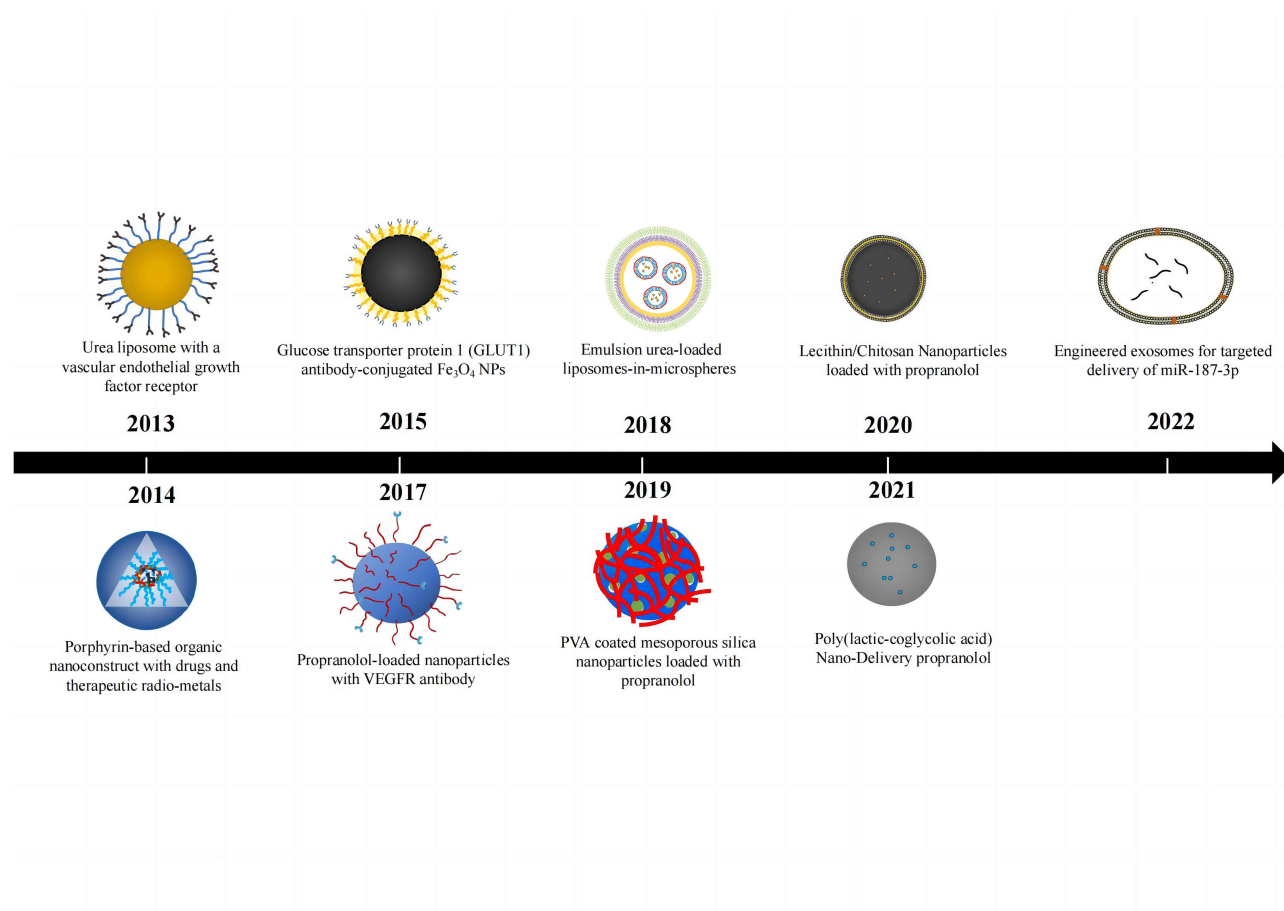 Urea liposome with a
vascular endothelial growth
factor receptor
2013
Glucose transporter protein 1 (GLUT1)
antibody-conjugated Fe₃O₄ NPs
2015
Emulsion urea-loaded
liposomes-in-microspheres
2018
Lecithin/Chitosan Nanoparticles
loaded with propranolol
2020
Engineered exosomes for targeted
delivery of miR-187-3p
2022
2014
Porphyrin-based organic
nanoconstruct with drugs and
therapeutic radio-metals
2017
Propranolol-loaded nanoparticles
with VEGFR antibody
2019
PVA coated mesoporous silica
nanoparticles loaded with
propranolol
2021
Poly(lactic-coglycolic acid)
Nano-Delivery propranolol